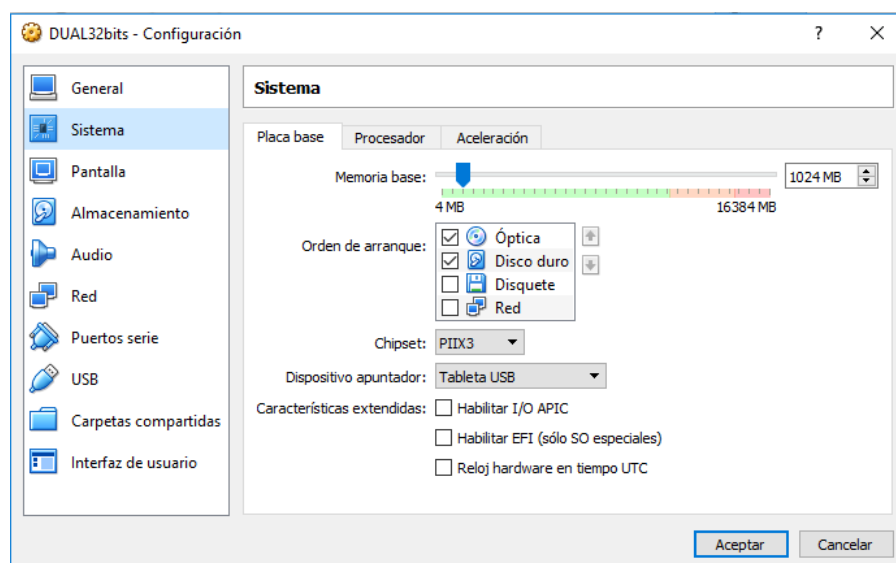 DUAL32bits - Configuración
General
Sistema
Pantalla
Almacenamiento
Audio
Red
Puertos serie
USB
Carpetas compartidas
Interfaz de usuario
Sistema
Placa base Procesador Aceleración
Memoria base: 1024 MB
4 MB 16384 MB
Orden de arranque: Óptica
Disco duro
Disquete
Red
Chipset: PIIX3
Dispositivo apuntador: Tableta USB
Características extendidas: Habilitar I/O APIC
Habilitar EFI (sólo SO especiales)
Reloj hardware en tiempo UTC
Aceptar Cancelar